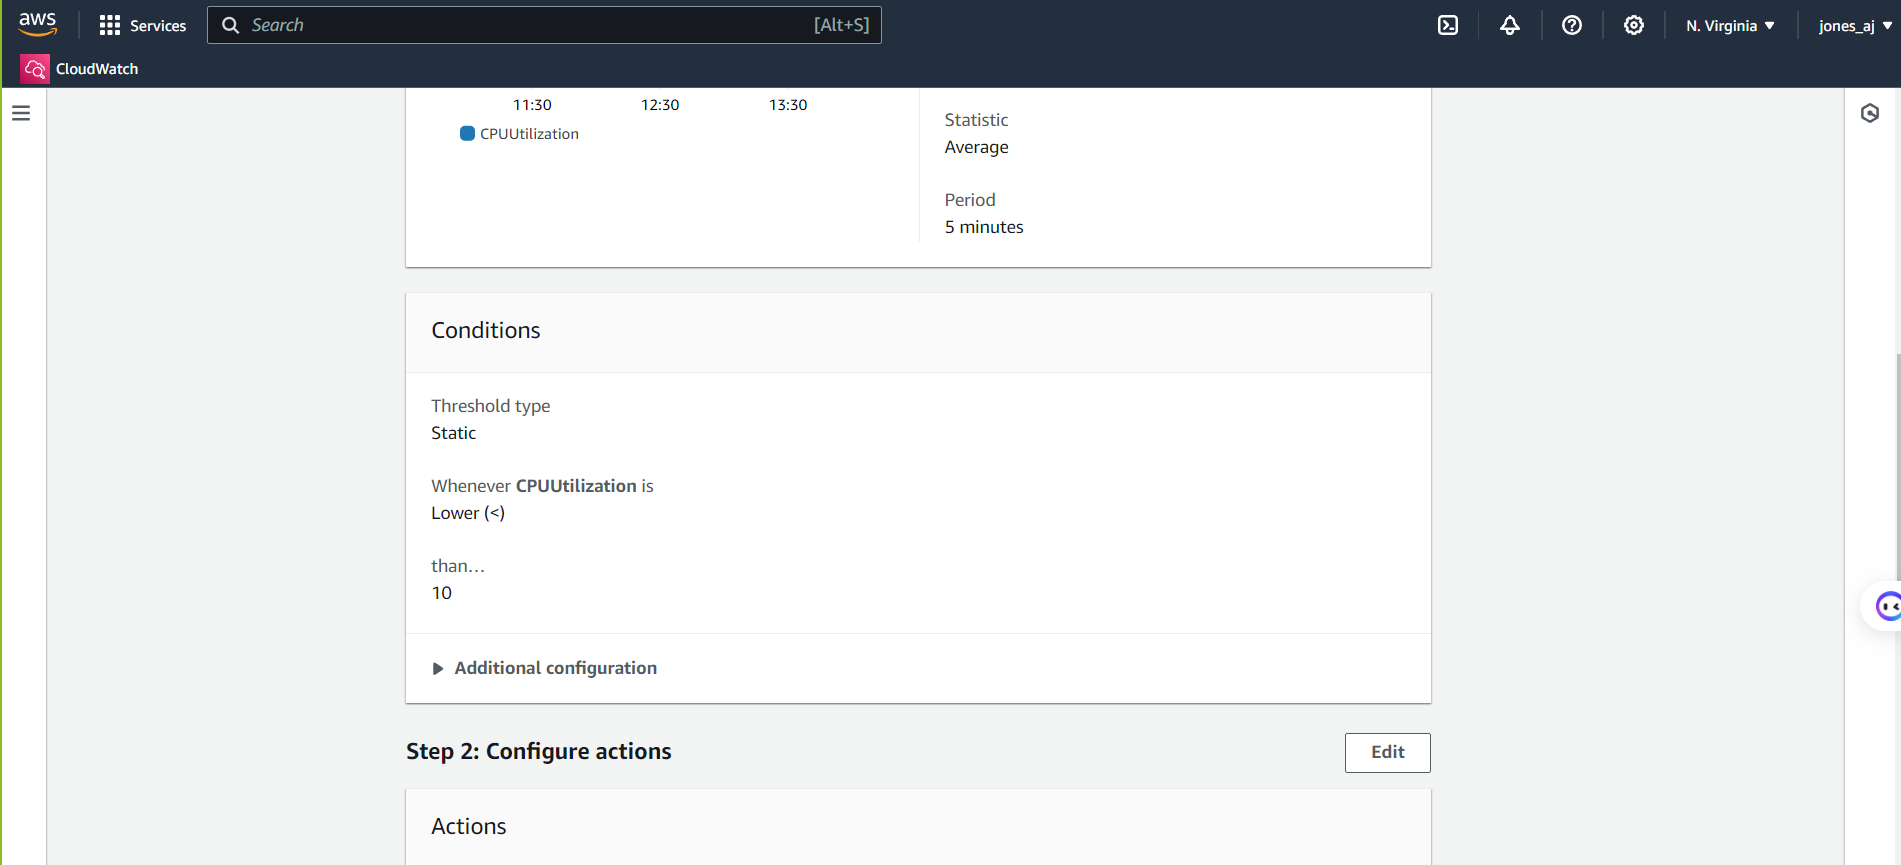 aws
Services
Search [Alt+S]
N. Virginia
jones_aj
CloudWatch
11:30 12:30 13:30
CPUUtilization
Statistic
Average
Period
5 minutes
Conditions
Threshold type
Static
Whenever CPUUtilization is
Lower (<)
than…
10
Additional configuration
Step 2: Configure actions
Edit
Actions